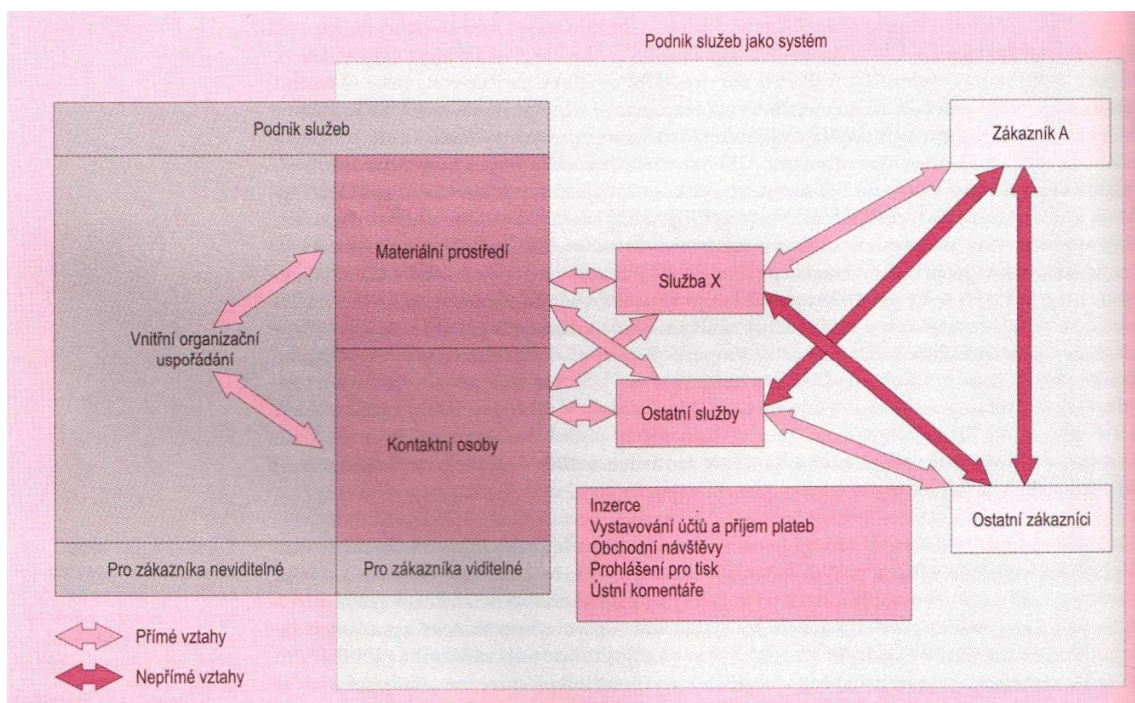 Podnik služeb jako systém
Podnik služeb
Zákazník A
Materiální prostředí
Služba X
Vnitřní organizační
uspořádání
Ostatní služby
Kontaktní osoby
Inzerce
Vystavování účtů a příjem plateb
Obchodní návštěvy
Prohlášení pro tisk
Ústní komentáře
Ostatní zákazníci
Pro zákazníka neviditelné
Pro zákazníka viditelné
Přímé vztahy
Nepřímé vztahy